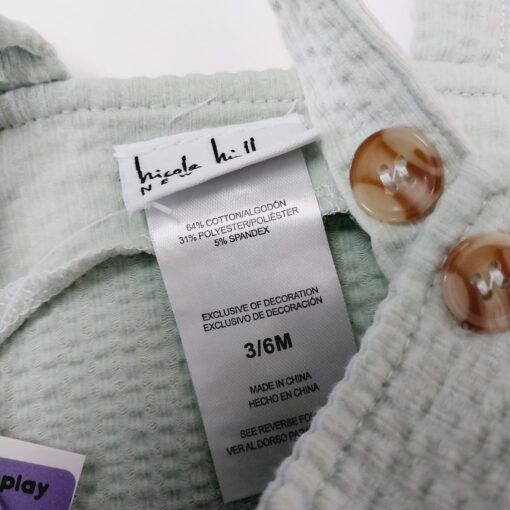 nicole hill
NEW
64% COTTON/ALGODÓN
31% POLYESTER/POLIÉSTER
5% SPANDEX
EXCLUSIVE OF DECORATION
EXCLUSIVO DE DECORACIÓN
3/6M
MADE IN CHINA
HECHO EN CHINA
SEE REVERSE FO
VER AL DORSO PA
play